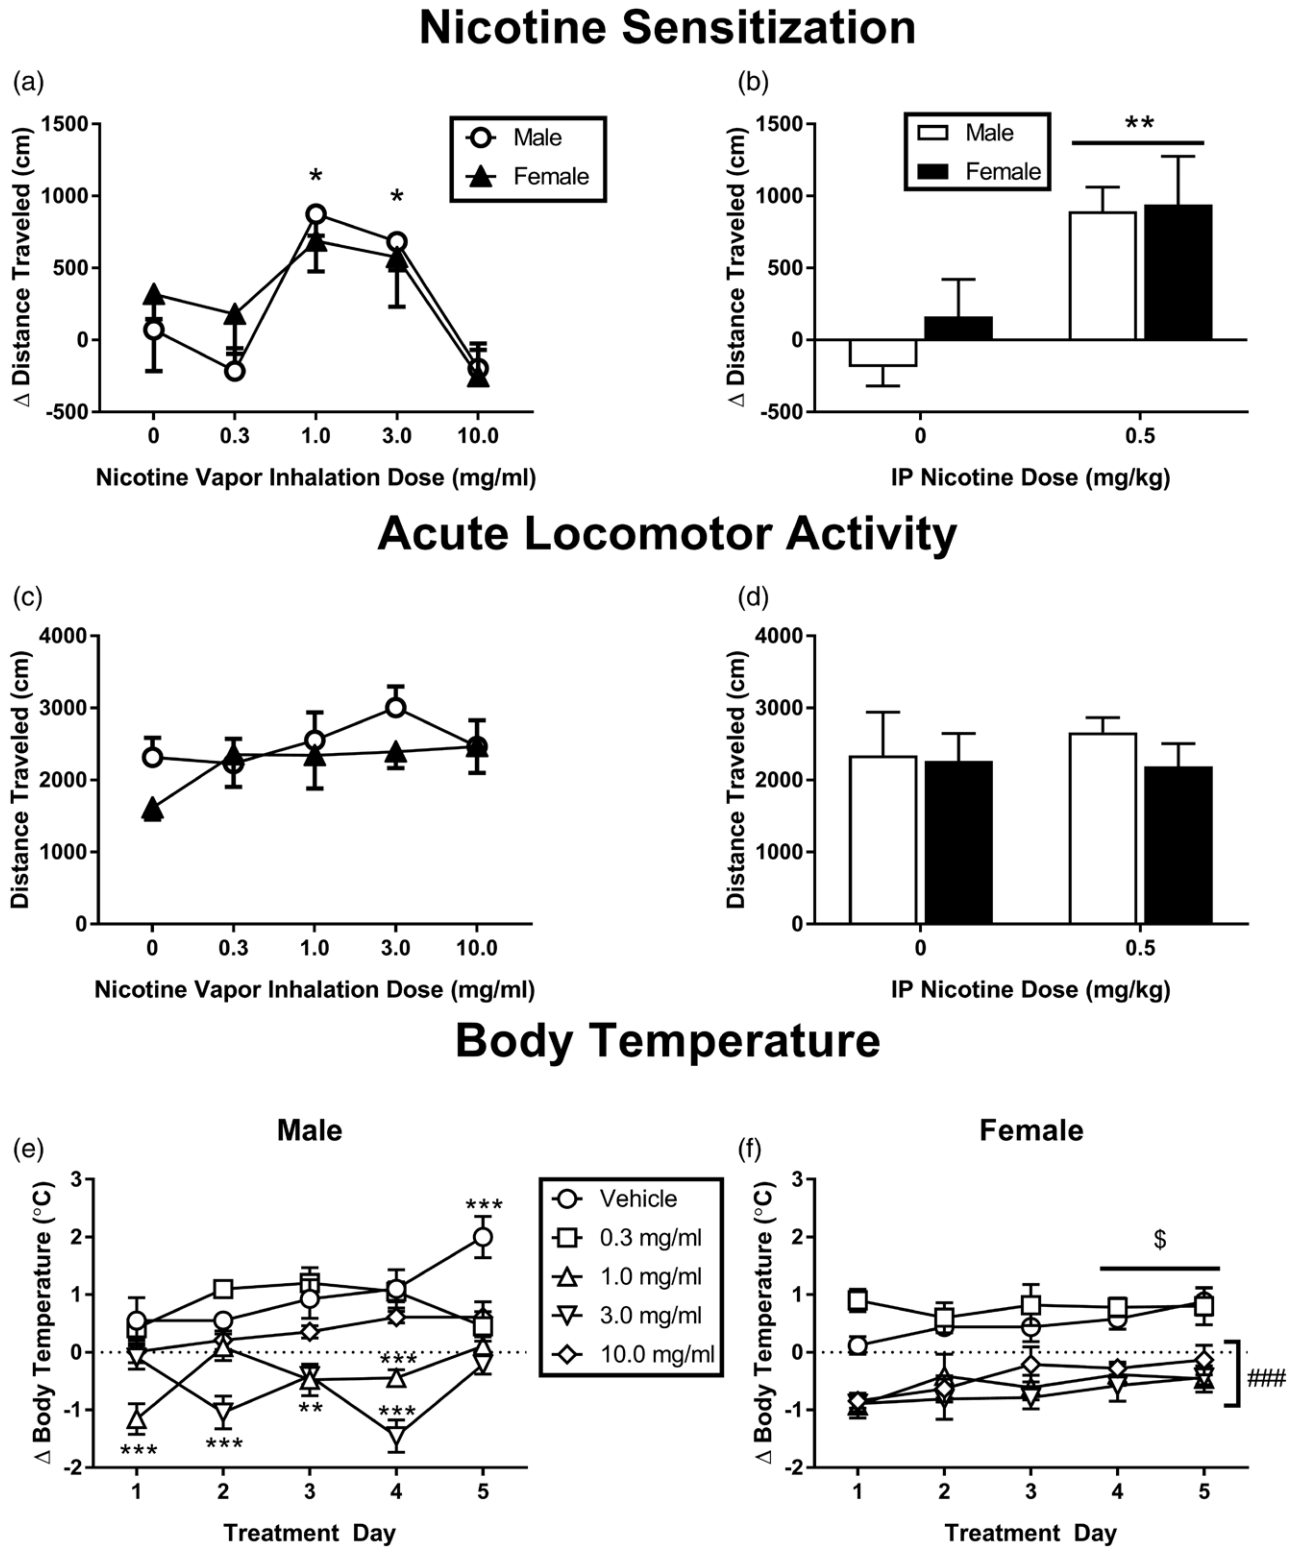 Nicotine Sensitization
(a)
(b)
Δ Distance Traveled (cm)
1500
1000
500
0
-500
Male
Female
*
*
0
0.3
1.0
3.0
10.0
Nicotine Vapor Inhalation Dose (mg/ml)
Δ Distance Traveled (cm)
1500
1000
500
0
-500
Male
Female
**
0
0.5
IP Nicotine Dose (mg/kg)
Acute Locomotor Activity
(c)
(d)
Distance Traveled (cm)
4000
3000
2000
1000
0
0
0.3
1.0
3.0
10.0
Nicotine Vapor Inhalation Dose (mg/ml)
Distance Traveled (cm)
4000
3000
2000
1000
0
0
0.5
IP Nicotine Dose (mg/kg)
Body Temperature
Male
(e)
Δ Body Temperature (°C)
3
2
1
0
-1
-2
***
***
***
**
***
***
1
2
3
4
5
Treatment Day
Vehicle
0.3 mg/ml
1.0 mg/ml
3.0 mg/ml
10.0 mg/ml
Female
(f)
Δ Body Temperature (°C)
3
2
1
0
-1
-2
$
###
1
2
3
4
5
Treatment Day